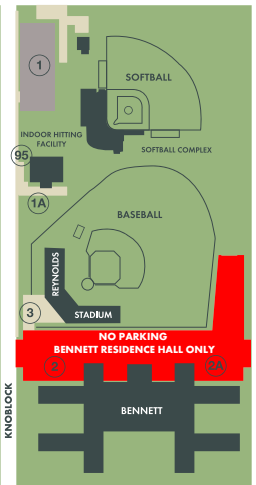 1
SOFTBALL
INDOOR HITTING
FACILITY
SOFTBALL COMPLEX
95
1A
BASEBALL
REYNOLDS
3
STADIUM
NO PARKING
BENNETT RESIDENCE HALL ONLY
2
2A
KNOBLOCK
BENNETT